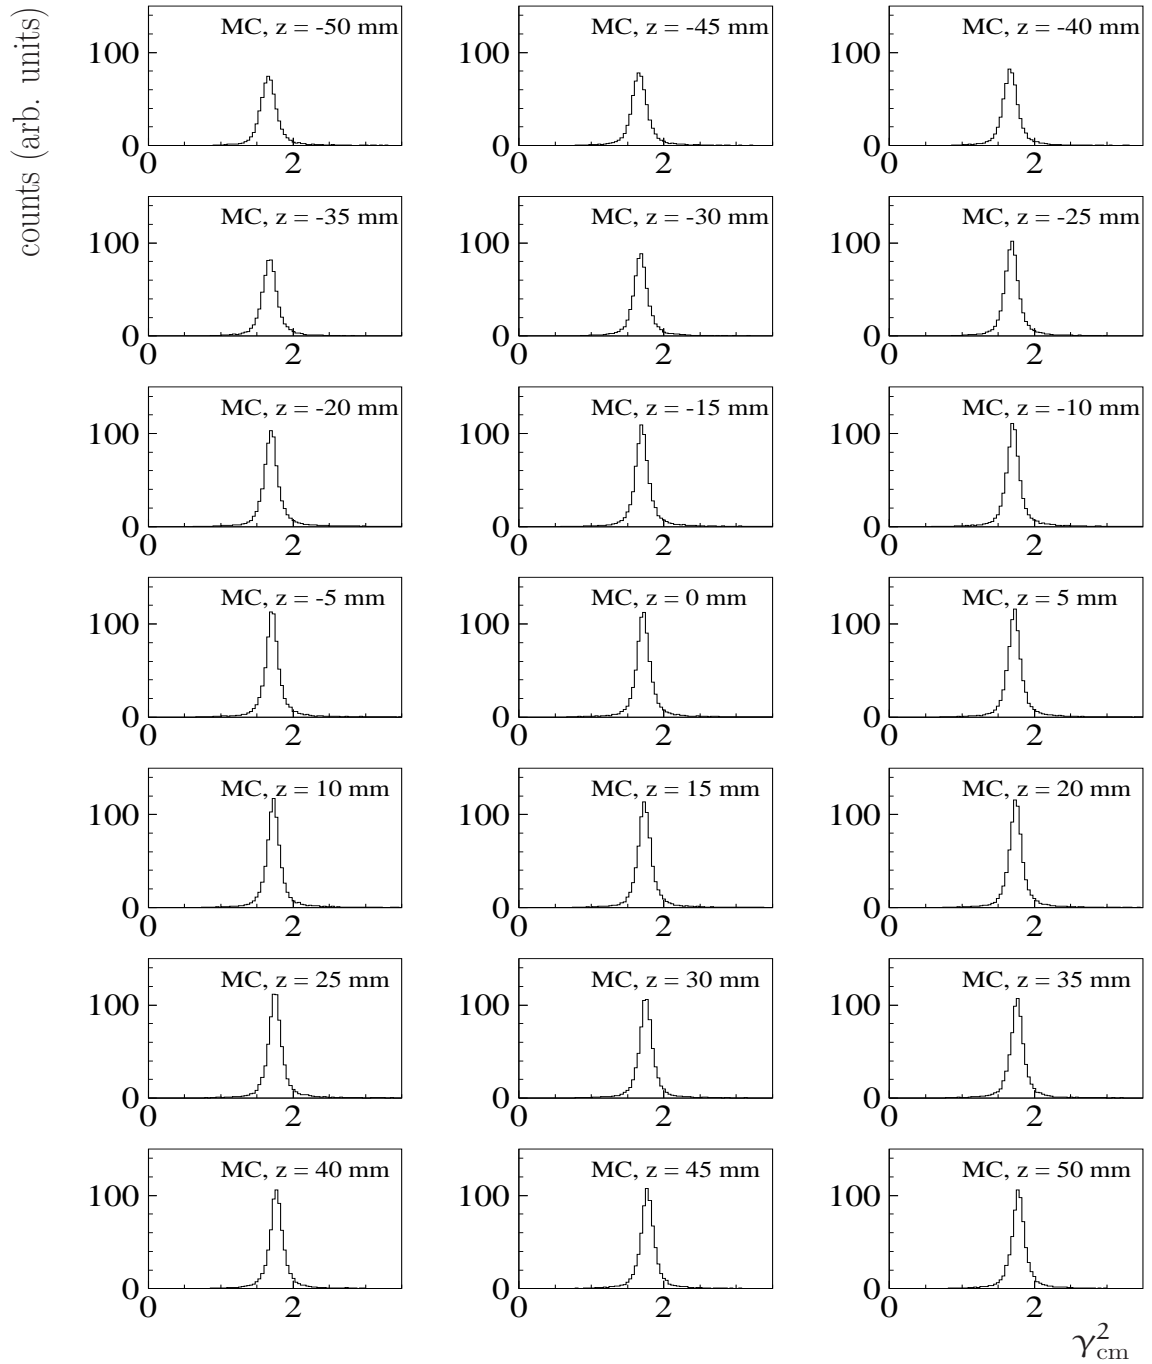 counts (arb. units)
MC, z = -50 mm
100
0
0 2
MC, z = -45 mm
100
0
0 2
MC, z = -40 mm
100
0
0 2
MC, z = -35 mm
100
0
0 2
MC, z = -30 mm
100
0
0 2
MC, z = -25 mm
100
0
0 2
MC, z = -20 mm
100
0
0 2
MC, z = -15 mm
100
0
0 2
MC, z = -10 mm
100
0
0 2
MC, z = -5 mm
100
0
0 2
MC, z = 0 mm
100
0
0 2
MC, z = 5 mm
100
0
0 2
MC, z = 10 mm
100
0
0 2
MC, z = 15 mm
100
0
0 2
MC, z = 20 mm
100
0
0 2
MC, z = 25 mm
100
0
0 2
MC, z = 30 mm
100
0
0 2
MC, z = 35 mm
100
0
0 2
MC, z = 40 mm
100
0
0 2
MC, z = 45 mm
100
0
0 2
MC, z = 50 mm
100
0
0 2
γ²cm